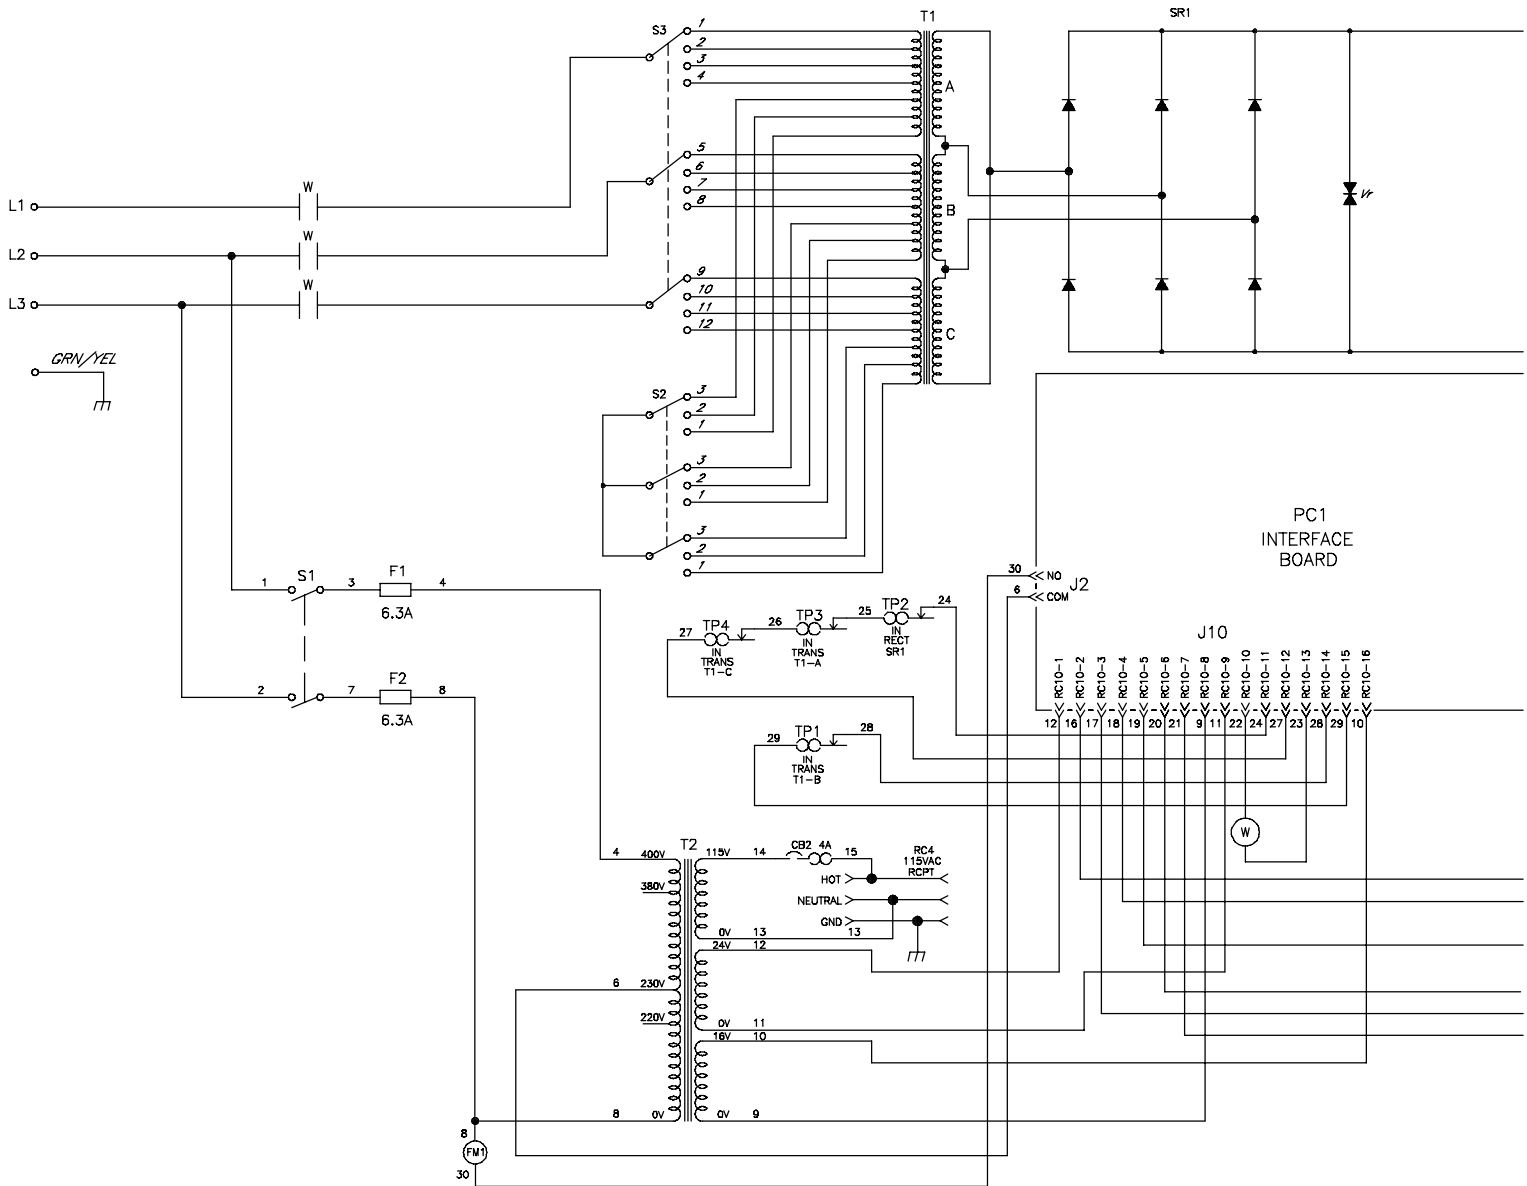 T1
SR1
S3
1
2
3
4
A
5
6
7
8
B
9
10
11
12
C
W
L1
W
L2
W
L3
Vr
GRN/YEL
S2
3
2
1
3
2
1
3
2
1
PC1
INTERFACE
BOARD
30 NO
6 COM
J2
J10
1 S1 3 F1 4
6.3A
2 7 F2 8
6.3A
27 TP4 26
IN
TRANS
T1-C
TP3 25
IN
TRANS
T1-A
TP2 24
IN
RECT
SR1
29 TP1 28
IN
TRANS
T1-B
RC10-1
RC10-2
RC10-3
RC10-4
RC10-5
RC10-6
RC10-7
RC10-8
RC10-9
RC10-10
RC10-11
RC10-12
RC10-13
RC10-14
RC10-15
RC10-16
12 16 17 18 19 20 21 9 11 22 24 27 23 28 29 10
W
T2
4 400V
380V
6 230V
220V
8 0V
115V 14 CB2 4A 15
RC4
115VAC
RCPT
HOT
NEUTRAL
GND
0V 13 13
24V 12
0V 11
16V 10
0V 9
8
FM1
30